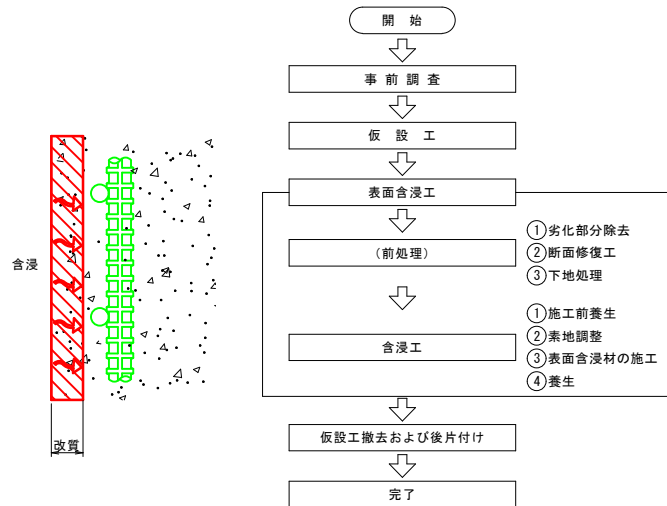 含浸
改質
開 始
事 前 調 査
仮 設 工
表面含浸工
(前処理)
①劣化部分除去
②断面修復工
③下地処理
含浸工
①施工前養生
②素地調整
③表面含浸材の施工
④養生
仮設工撤去および後片付け
完了